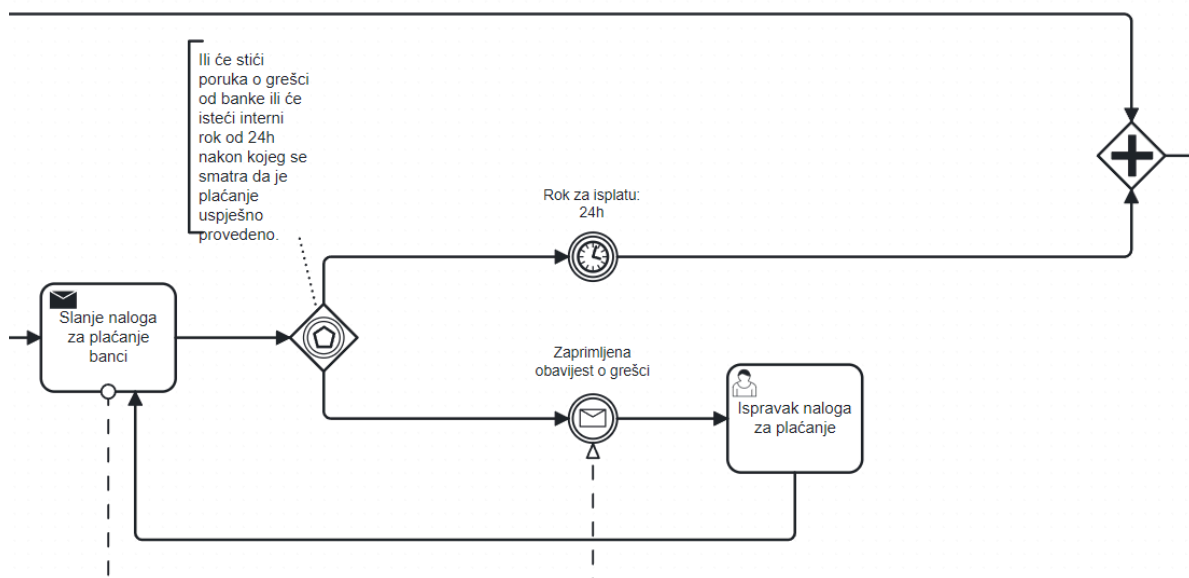 Ili će stići
poruka o grešci
od banke ili će
isteći interni
rok od 24h
nakon kojeg se
smatra da je
plaćanje
uspješno
provedeno.
Rok za isplatu:
24h
Slanje naloga
za plaćanje
banci
Zaprimljena
obavijest o grešci
Ispravak naloga
za plaćanje